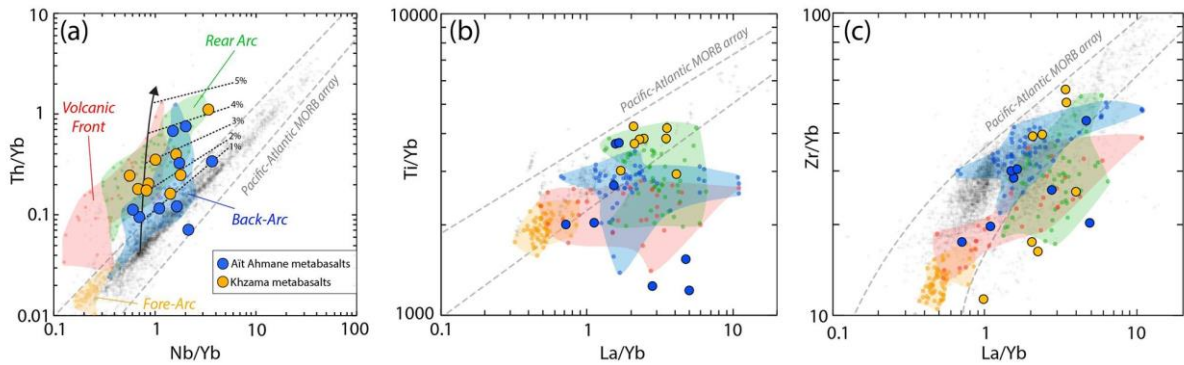 (a)
Th/Yb
100
10
1
0.1
0.01
Rear Arc
Volcanic
Front
5%
4%
3%
2%
1%
Pacific-Atlantic MORB array
Back-Arc
Fore-Arc
Aït Ahmane metabasalts
Khzama metabasalts
0.1
1
10
100
Nb/Yb
(b)
Ti/Yb
10000
1000
Pacific-Atlantic MORB array
0.1
1
10
La/Yb
(c)
Zr/Yb
100
10
Pacific-Atlantic MORB array
0.1
1
10
La/Yb